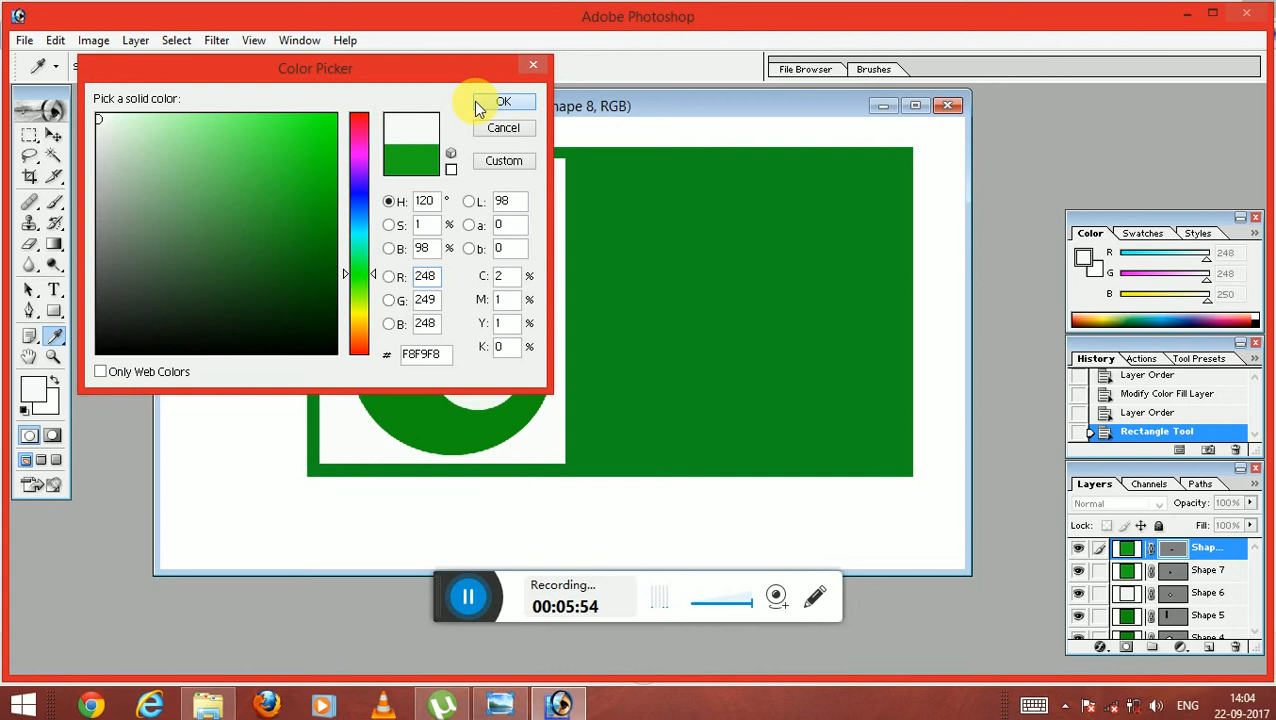 Adobe Photoshop
File Edit Image Layer Select Filter View Window Help
File Browser Brushes
Color Picker
Pick a solid color:
OK
Cancel
Custom
H: 120 ° L: 98
S: 1 % a: 0
B: 98 % b: 0
R: 248 C: 2 %
G: 249 M: 1 %
B: 248 Y: 1 %
# F8F9F8 K: 0 %
Only Web Colors
hape 8, RGB)
Color Swatches Styles
R 248
G 248
B 250
History Actions Tool Presets
Layer Order
Modify Color Fill Layer
Layer Order
Rectangle Tool
Layers Channels Paths
Normal Opacity: 100%
Lock: Fill: 100%
Shap...
Shape 7
Shape 6
Shape 5
Shape 4
Recording...
00:05:54
ENG
14:04
22-09-2017